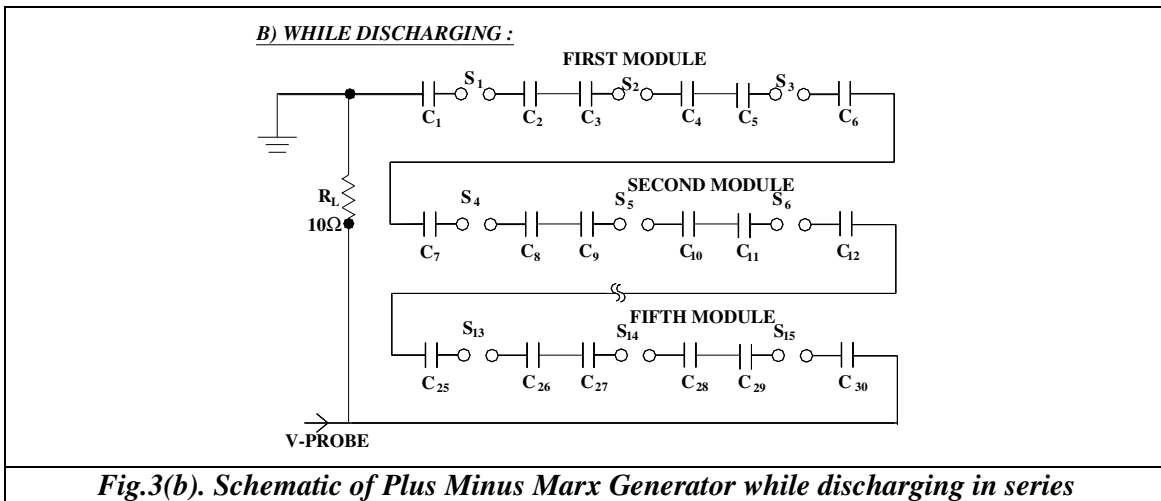 B) WHILE DISCHARGING :
FIRST MODULE
S1 S2 S3
C1 C2 C3 C4 C5 C6
SECOND MODULE
RL S4 S5 S6
10Ω
C7 C8 C9 C10 C11 C12
FIFTH MODULE
S13 S14 S15
C25 C26 C27 C28 C29 C30
V-PROBE
Fig.3(b). Schematic of Plus Minus Marx Generator while discharging in series